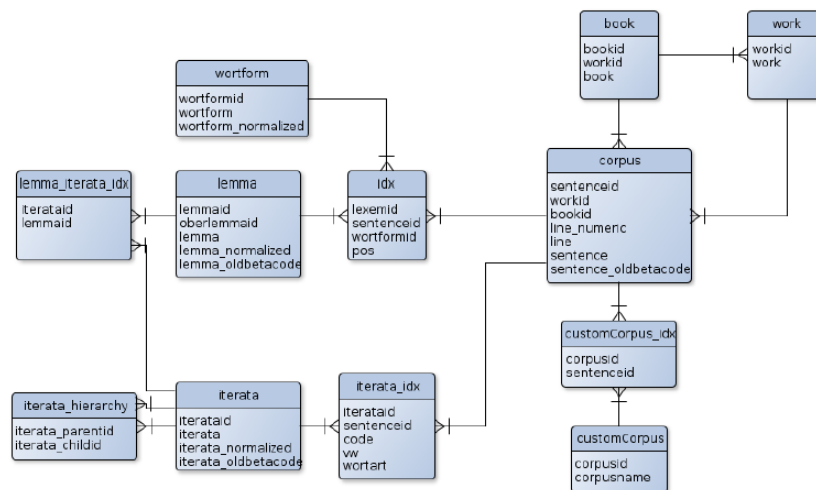 book
bookid
workid
book
work
workid
work
wortform
wortformid
wortform
wortform_normalized
corpus
sentenceid
workid
bookid
line_numeric
line
sentence
sentence_oldbetacode
lemma_iterata_idx
iterataid
lemmaid
lemma
lemmaid
oberlemmaid
lemma
lemma_normalized
lemma_oldbetacode
idx
lexemid
sentenceid
wortformid
pos
customCorpus_idx
corpusid
sentenceid
iterata_hierarchy
iterata_parentid
iterata_childid
iterata
iterataid
iterata
iterata_normalized
iterata_oldbetacode
iterata_idx
iterataid
sentenceid
code
vw
wortart
customCorpus
corpusid
corpusname